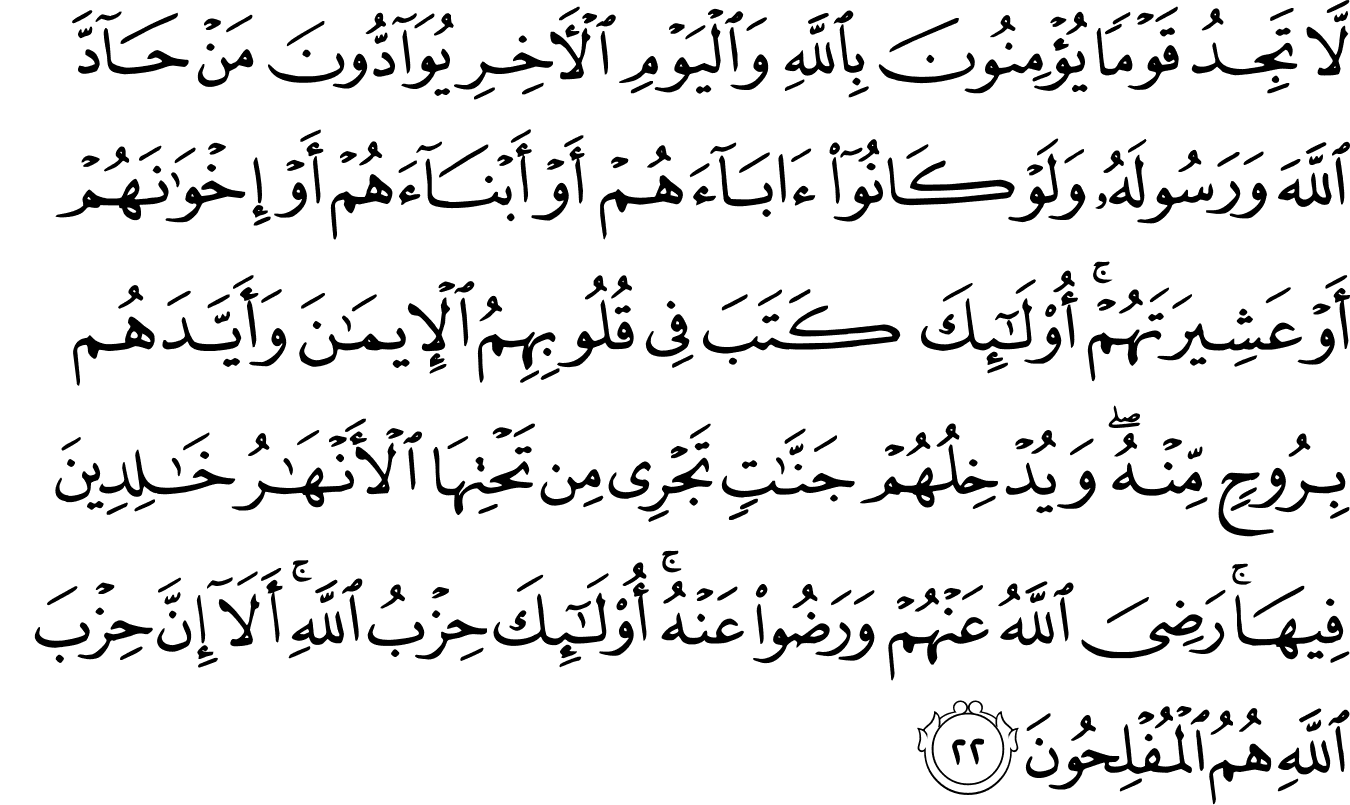 لَّا تَجِدُ قَوْمًا يُؤْمِنُونَ بِٱللَّهِ وَٱلْيَوْمِ ٱلْأَخِرِ يُوَآدُّونَ مَنْ حَآدَّ
ٱللَّهَ وَرَسُولَهُۥ وَلَوْ كَانُوٓا۟ ءَابَآءَهُمْ أَوْ أَبْنَآءَهُمْ أَوْ إِخْوَٰنَهُمْ
أَوْ عَشِيرَتَهُمْ ۚ أُو۟لَـٰٓئِكَ كَتَبَ فِى قُلُوبِهِمُ ٱلْإِيمَـٰنَ وَأَيَّدَهُم
بِرُوحٍ مِّنْهُ ۖ وَيُدْخِلُهُمْ جَنَّـٰتٍ تَجْرِى مِن تَحْتِهَا ٱلْأَنْهَـٰرُ خَـٰلِدِينَ
فِيهَا ۚ رَضِىَ ٱللَّهُ عَنْهُمْ وَرَضُوا۟ عَنْهُ ۚ أُو۟لَـٰٓئِكَ حِزْبُ ٱللَّهِ ۚ أَلَآ إِنَّ حِزْبَ
ٱللَّهِ هُمُ ٱلْمُفْلِحُونَ ٢٢